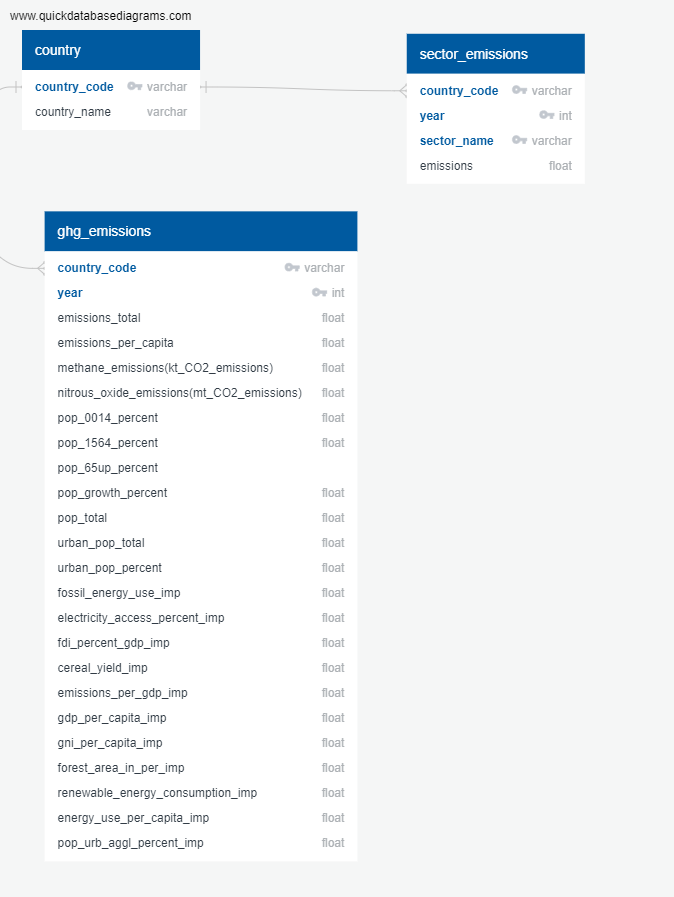 www.quickdatabasediagrams.com
country
country_code varchar
country_name varchar
sector_emissions
country_code varchar
year int
sector_name varchar
emissions float
ghg_emissions
country_code varchar
year int
emissions_total float
emissions_per_capita float
methane_emissions(kt_CO2_emissions) float
nitrous_oxide_emissions(mt_CO2_emissions) float
pop_0014_percent float
pop_1564_percent float
pop_65up_percent
pop_growth_percent float
pop_total float
urban_pop_total float
urban_pop_percent float
fossil_energy_use_imp float
electricity_access_percent_imp float
fdi_percent_gdp_imp float
cereal_yield_imp float
emissions_per_gdp_imp float
gdp_per_capita_imp float
gni_per_capita_imp float
forest_area_in_per_imp float
renewable_energy_consumption_imp float
energy_use_per_capita_imp float
pop_urb_aggl_percent_imp float